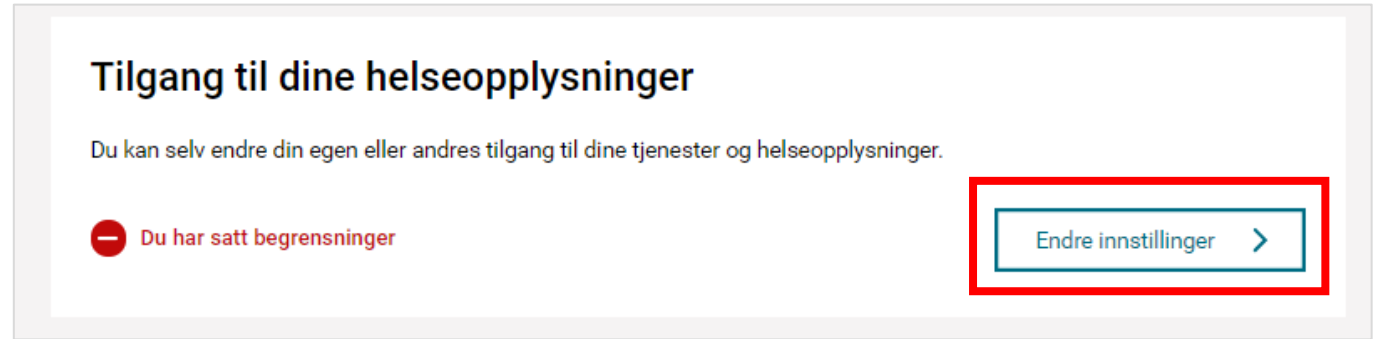 Tilgang til dine helseopplysninger
Du kan selv endre din egen eller andres tilgang til dine tjenester og helseopplysninger.
Du har satt begrensninger
Endre innstillinger